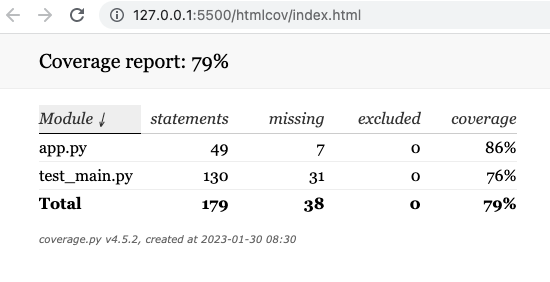 127.0.0.1:5500/htmlcov/index.html
Coverage report: 79%
Module ↓ statements missing excluded coverage
app.py 49 7 0 86%
test_main.py 130 31 0 76%
Total 179 38 0 79%
coverage.py v4.5.2, created at 2023-01-30 08:30